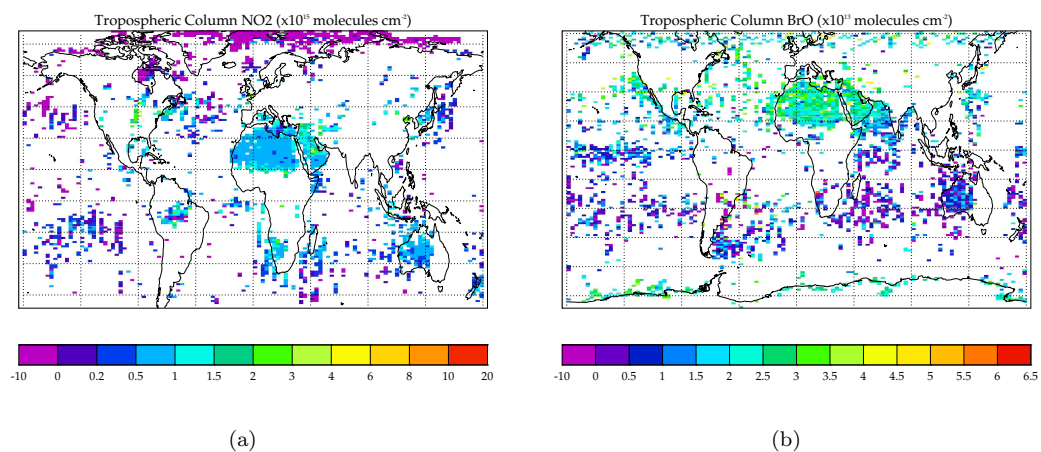 Tropospheric Column NO2 (x10¹⁵ molecules cm⁻²)
-10 0 0.2 0.5 1 1.5 2 3 4 6 8 10 20
(a)
Tropospheric Column BrO (x10¹³ molecules cm⁻²)
-10 0 0.5 1 1.5 2 2.5 3 3.5 4 4.5 5 5.5 6 6.5
(b)